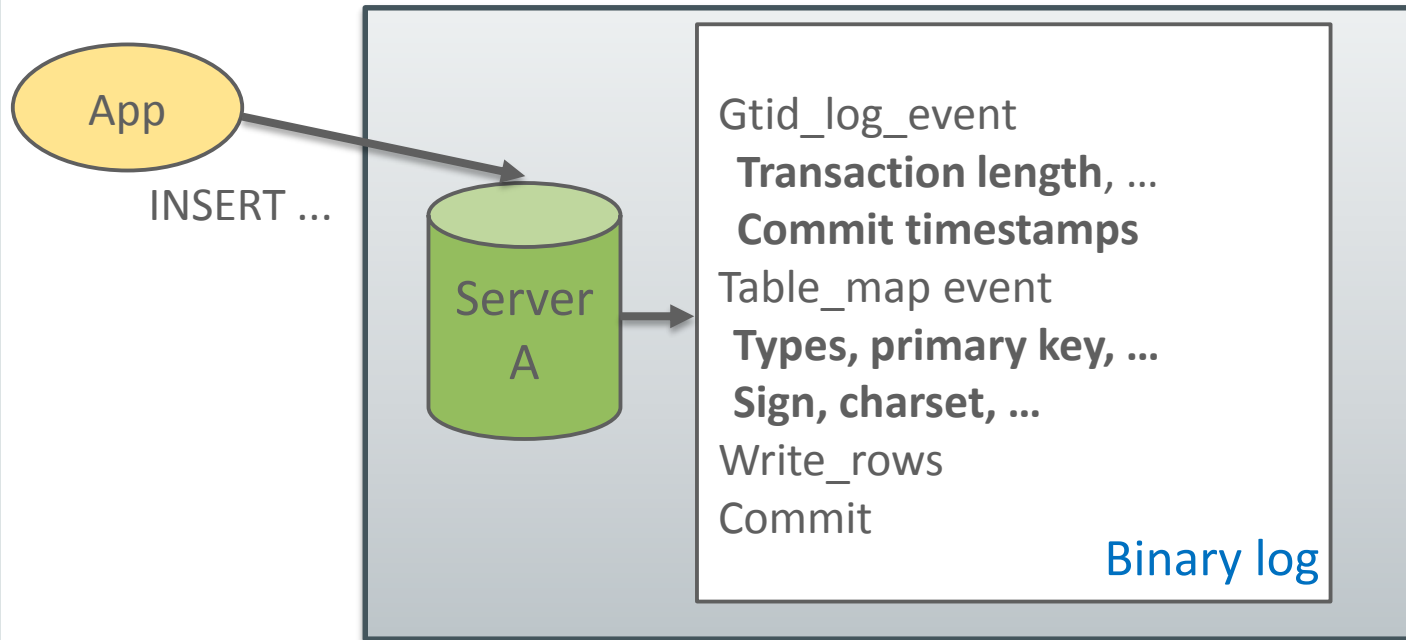 App
INSERT ...
Server
A
Gtid_log_event
Transaction length, ...
Commit timestamps
Table_map event
Types, primary key, ...
Sign, charset, ...
Write_rows
Commit
Binary log